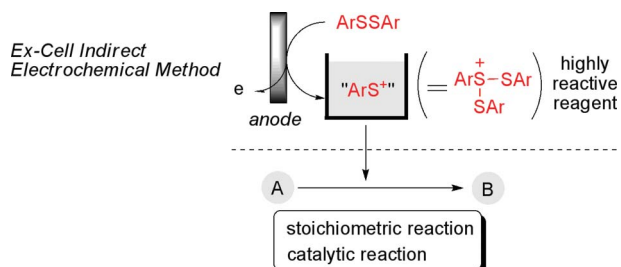 ArSSAr
Ex-Cell Indirect
Electrochemical Method
e
anode
"ArS+"
( = ArS+–SAr
SAr )
highly
reactive
reagent
A
B
stoichiometric reaction
catalytic reaction